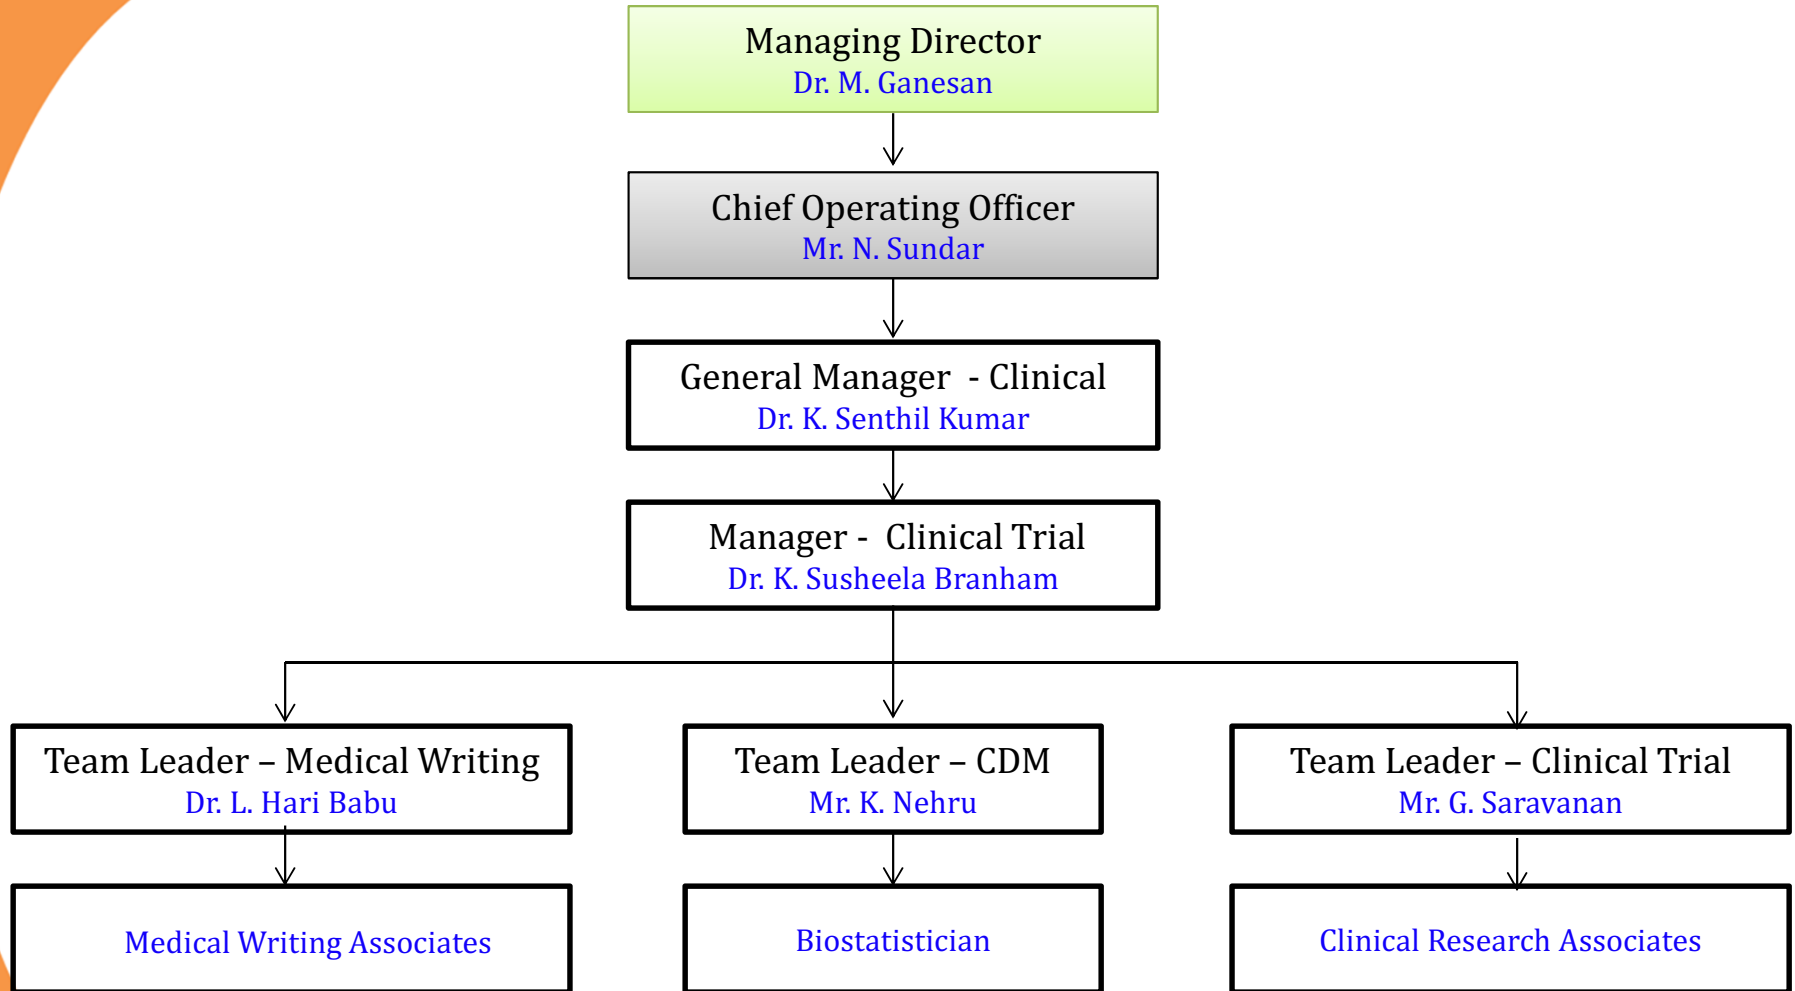 Managing Director
Dr. M. Ganesan
Chief Operating Officer
Mr. N. Sundar
General Manager  - Clinical
Dr. K. Senthil Kumar
Manager -  Clinical Trial
Dr. K. Susheela Branham
Team Leader – Medical Writing
Dr. L. Hari Babu
Team Leader – CDM
Mr. K. Nehru
Team Leader – Clinical Trial
Mr. G. Saravanan
Medical Writing Associates
Biostatistician
Clinical Research Associates